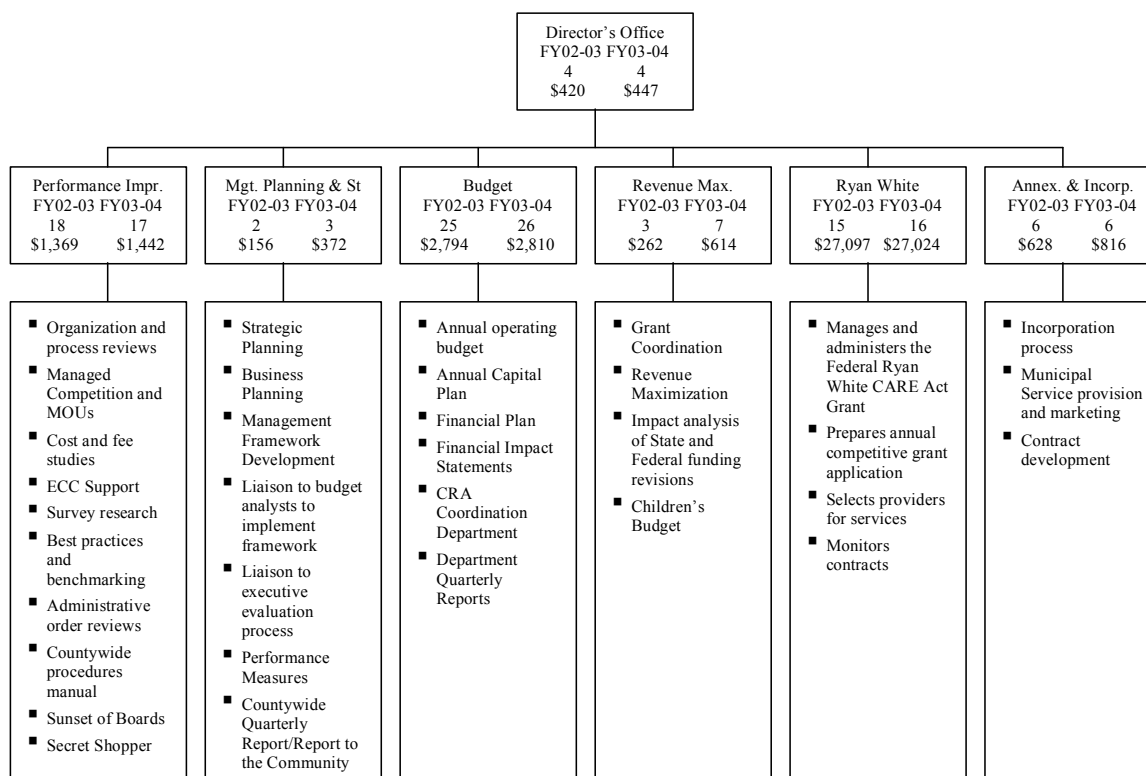 Director's Office
FY02-03 FY03-04
4 4
$420 $447
Performance Impr.
FY02-03 FY03-04
18 17
$1,369 $1,442
Mgt. Planning & St
FY02-03 FY03-04
2 3
$156 $372
Budget
FY02-03 FY03-04
25 26
$2,794 $2,810
Revenue Max.
FY02-03 FY03-04
3 7
$262 $614
Ryan White
FY02-03 FY03-04
15 16
$27,097 $27,024
Annex. & Incorp.
FY02-03 FY03-04
6 6
$628 $816
■ Organization and
process reviews
■ Managed
Competition and
MOUs
■ Cost and fee
studies
■ ECC Support
■ Survey research
■ Best practices
and
benchmarking
■ Administrative
order reviews
■ Countywide
procedures
manual
■ Sunset of Boards
■ Secret Shopper
■ Strategic
Planning
■ Business
Planning
■ Management
Framework
Development
■ Liaison to budget
analysts to
implement
framework
■ Liaison to
executive
evaluation
process
■ Performance
Measures
■ Countywide
Quarterly
Report/Report to
the Community
■ Annual operating
budget
■ Annual Capital
Plan
■ Financial Plan
■ Financial Impact
Statements
■ CRA
Coordination
Department
■ Department
Quarterly
Reports
■ Grant
Coordination
■ Revenue
Maximization
■ Impact analysis
of State and
Federal funding
revisions
■ Children's
Budget
■ Manages and
administers the
Federal Ryan
White CARE Act
Grant
■ Prepares annual
competitive grant
application
■ Selects providers
for services
■ Monitors
contracts
■ Incorporation
process
■ Municipal
Service provision
and marketing
■ Contract
development